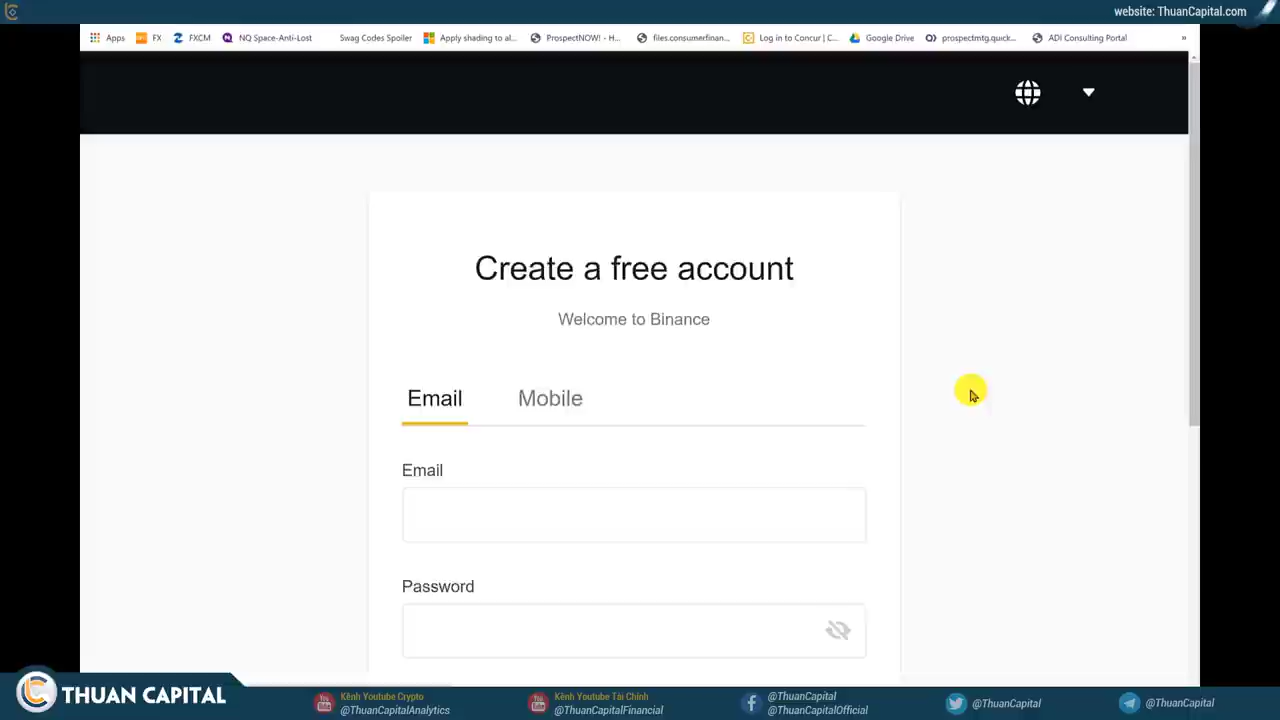 website: ThuanCapital.com
Apps FX FXCM NQ Space-Anti-Lost Swag Codes Spoiler Apply shading to al... ProspectNOW! - H... files.consumerfinan... Log in to Concur | C... Google Drive prospectmtg.quick... ADI Consulting Portal »
Create a free account
Welcome to Binance
Email Mobile
Email
Password
THUAN CAPITAL
Kênh Youtube Crypto
@ThuanCapitalAnalytics
Kênh Youtube Tài Chính
@ThuanCapitalFinancial
@ThuanCapital
@ThuanCapitalOfficial
@ThuanCapital
@ThuanCapital